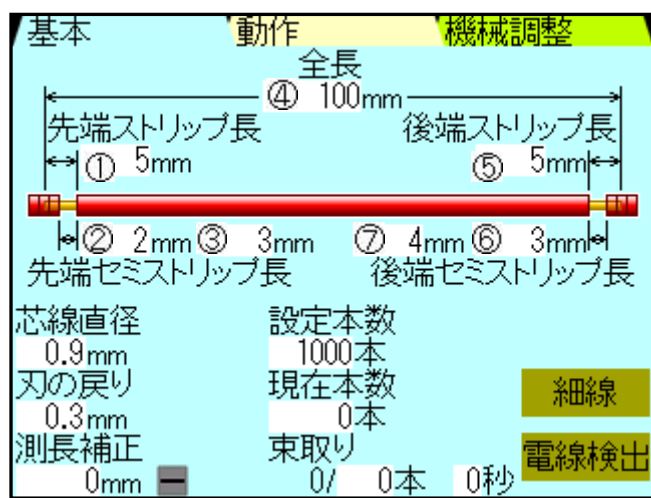 基本 動作 機械調整
全長
④ 100mm
先端ストリップ長 後端ストリップ長
① 5mm ⑤ 5mm
② 2mm ③ 3mm ⑦ 4mm ⑥ 3mm
先端セミストリップ長 後端セミストリップ長
芯線直径 設定本数
0.9mm 1000本
刃の戻り 現在本数 細線
0.3mm 0本
測長補正 束取り 電線検出
0mm ー 0/ 0本 0秒